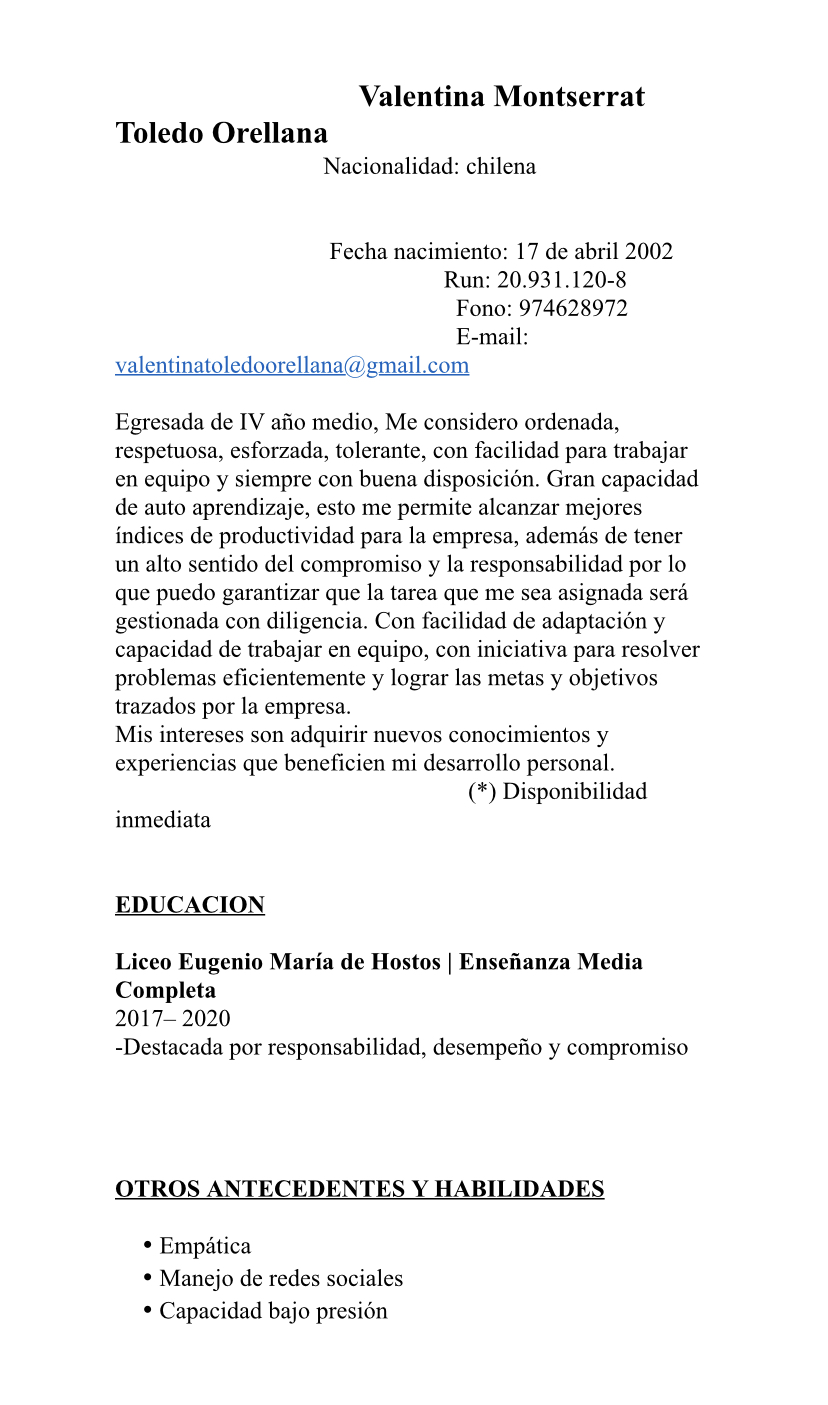 Valentina Montserrat
Toledo Orellana
Nacionalidad: chilena
Fecha nacimiento: 17 de abril 2002
Run: 20.931.120-8
Fono: 974628972
E-mail:
valentinatoledoorellana@gmail.com
Egresada de IV año medio, Me considero ordenada,
respetuosa, esforzada, tolerante, con facilidad para trabajar
en equipo y siempre con buena disposición. Gran capacidad
de auto aprendizaje, esto me permite alcanzar mejores
índices de productividad para la empresa, además de tener
un alto sentido del compromiso y la responsabilidad por lo
que puedo garantizar que la tarea que me sea asignada será
gestionada con diligencia. Con facilidad de adaptación y
capacidad de trabajar en equipo, con iniciativa para resolver
problemas eficientemente y lograr las metas y objetivos
trazados por la empresa.
Mis intereses son adquirir nuevos conocimientos y
experiencias que beneficien mi desarrollo personal.
(*) Disponibilidad
inmediata
EDUCACION
Liceo Eugenio María de Hostos | Enseñanza Media
Completa
2017– 2020
-Destacada por responsabilidad, desempeño y compromiso
OTROS ANTECEDENTES Y HABILIDADES
• Empática
• Manejo de redes sociales
• Capacidad bajo presión